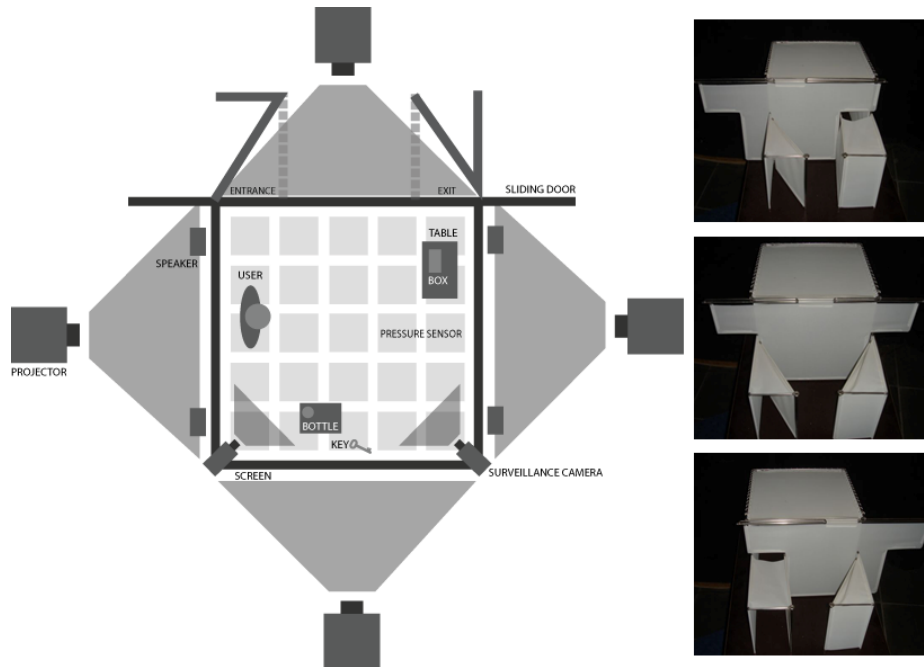 ENTRANCE
EXIT
SLIDING DOOR
TABLE
SPEAKER
USER
BOX
PRESSURE SENSOR
PROJECTOR
BOTTLE
KEY
SCREEN
SURVEILLANCE CAMERA